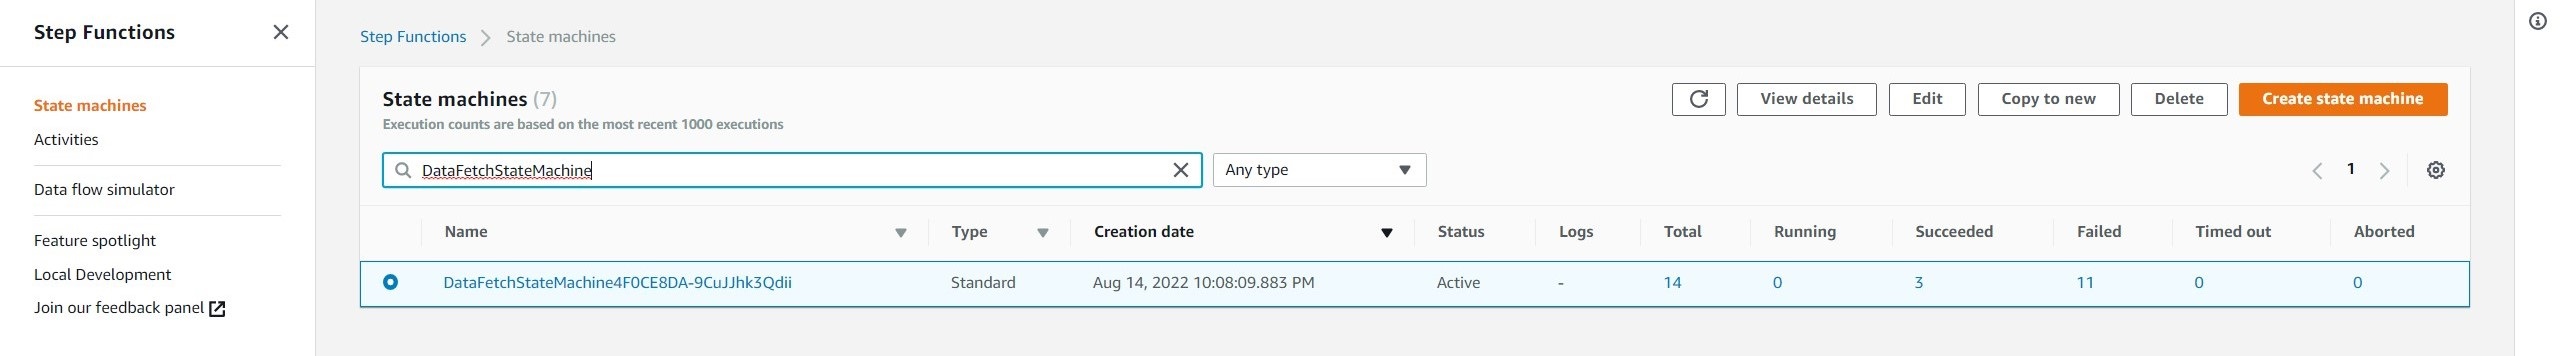 Step Functions
State machines
Activities
Data flow simulator
Feature spotlight
Local Development
Join our feedback panel
Step Functions State machines
State machines (7)
Execution counts are based on the most recent 1000 executions
View details Edit Copy to new Delete Create state machine
DataFetchStateMachine Any type 1
Name Type Creation date Status Logs Total Running Succeeded Failed Timed out Aborted
DataFetchStateMachine4F0CE8DA-9CuJJhk3Qdii Standard Aug 14, 2022 10:08:09.883 PM Active - 14 0 3 11 0 0